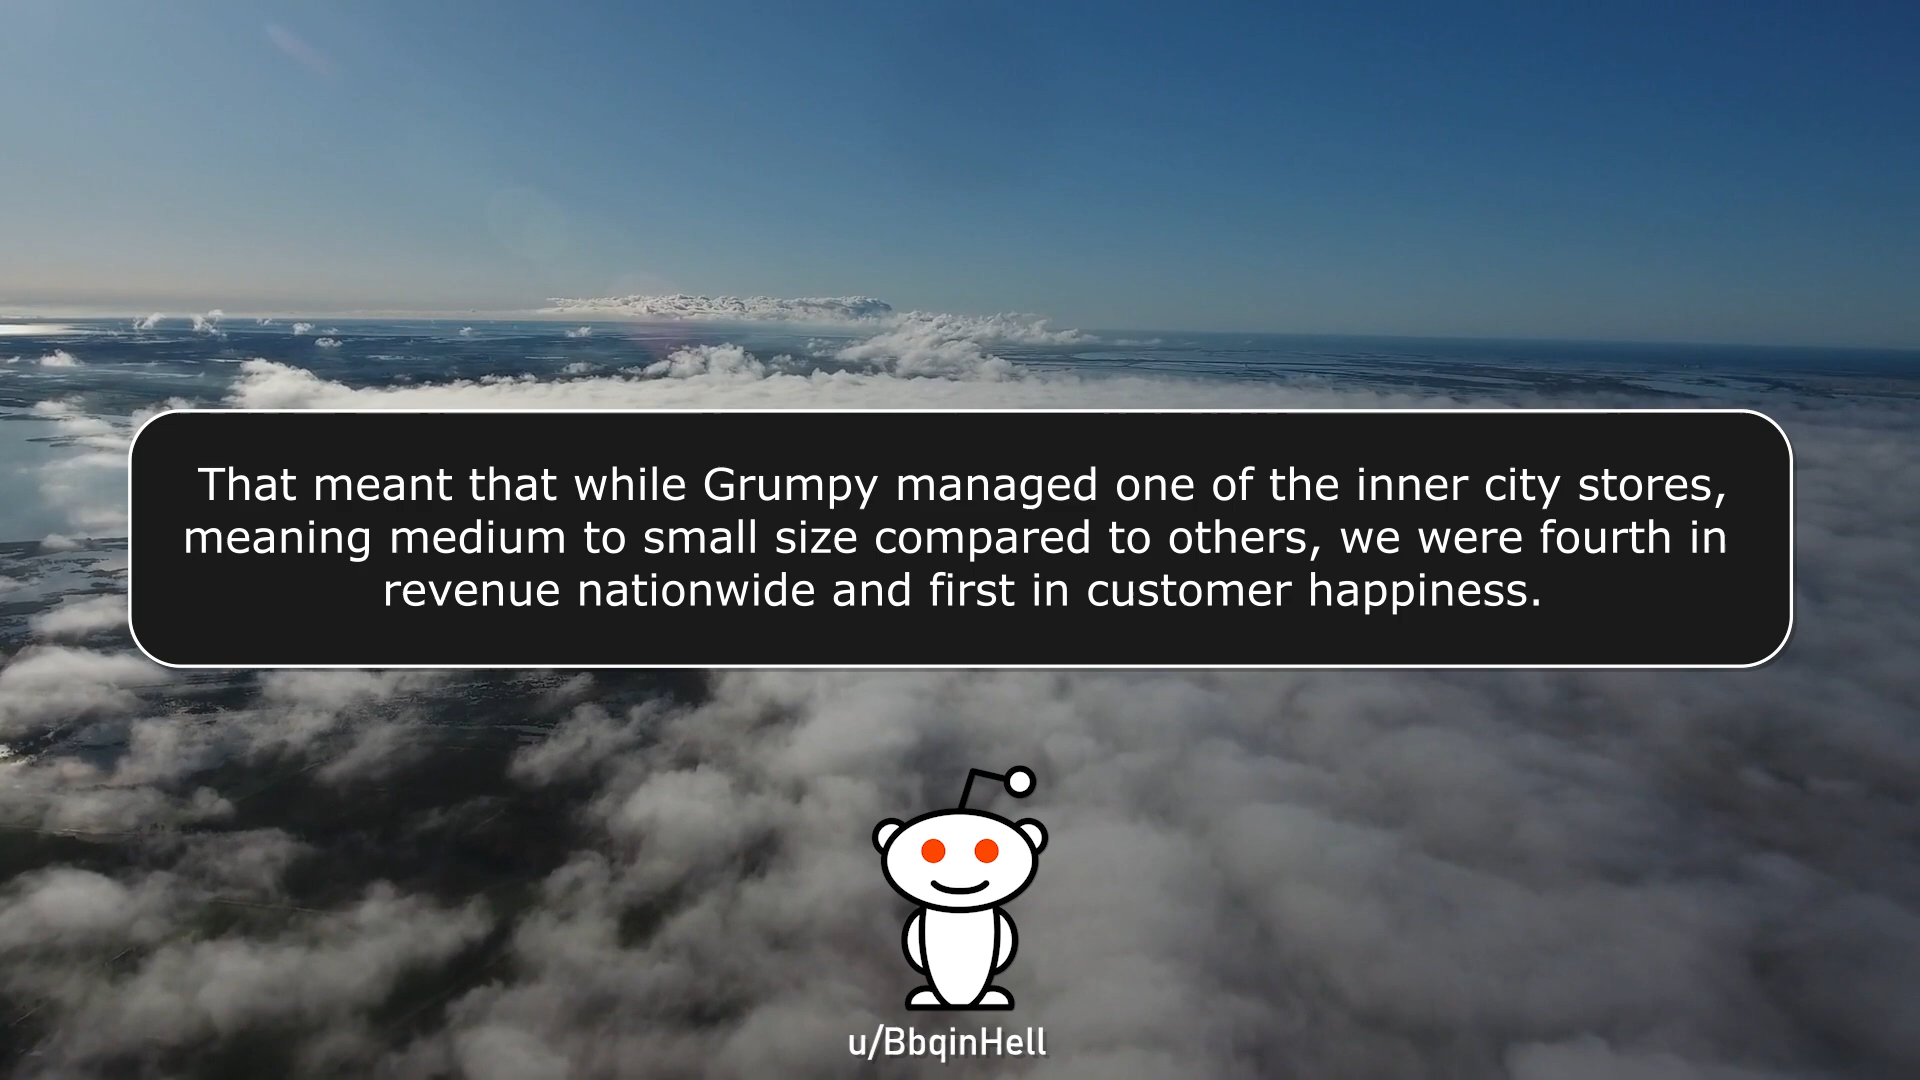 That meant that while Grumpy managed one of the inner city stores,
meaning medium to small size compared to others, we were fourth in
revenue nationwide and first in customer happiness.
u/BbqinHell